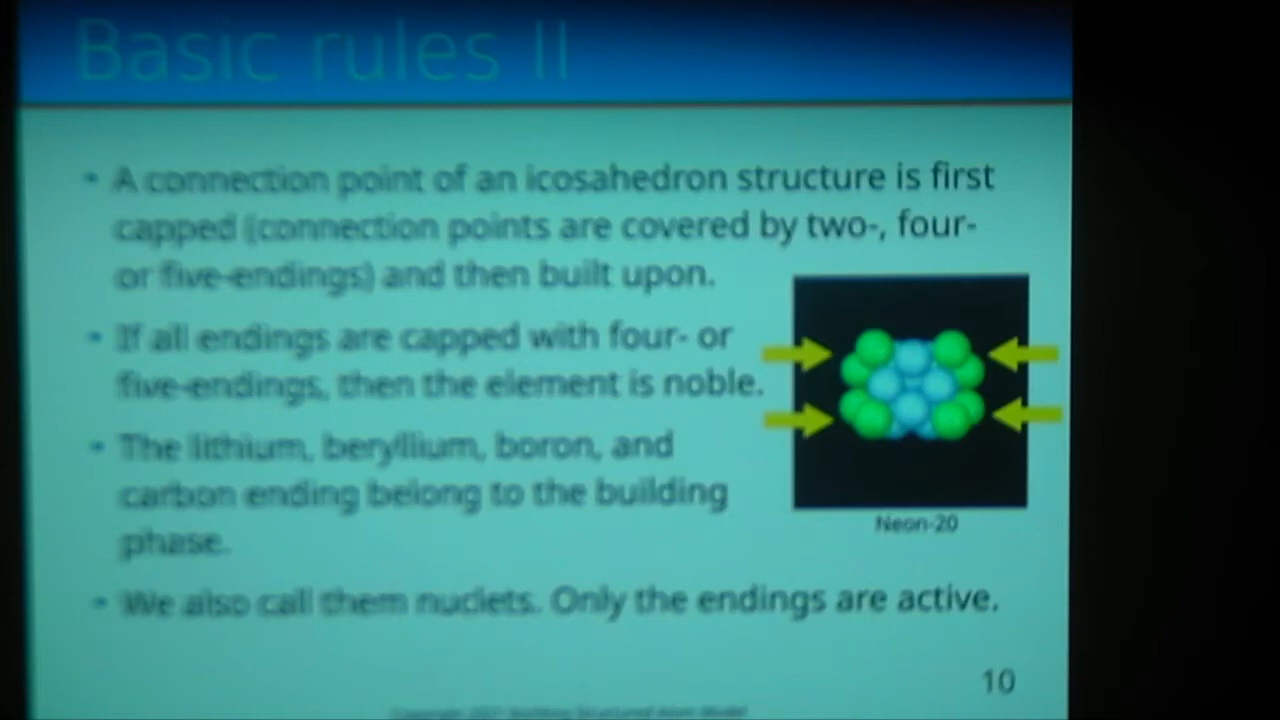 Basic rules II
• A connection point of an icosahedron structure is first
capped (connection points are covered by two-, four-
or five-endings) and then built upon.
• If all endings are capped with four- or
five-endings, then the element is noble.
• The lithium, beryllium, boron, and
carbon ending belong to the building
phase.
• We also call them nuclets. Only the endings are active.
Neon-20
10
Structured Atom Model